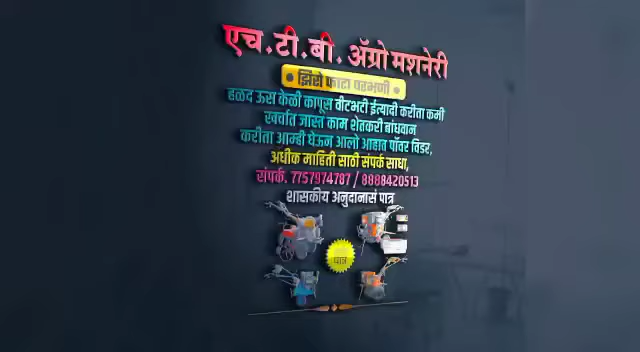 एच.टी.बी. ॲग्रो मशनेरी
झिरो फाटा परभणी
हळद ऊस केळी कापूस वीटभटी ईत्यादी करीता कमी
खर्चात जास्त काम शेतकरी बांधवान
करीता आम्ही घेऊन आलो आहात पॉवर विडर,
अधीक माहिती साठी संपर्क साधा,
संपर्क. 7757974787 / 8888420513
शासकीय अनुदानासं पात्र
पात्र